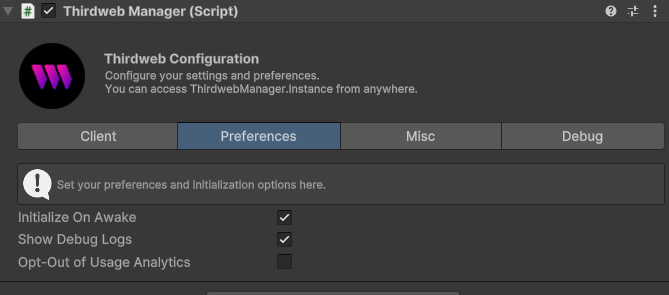 Thirdweb Manager (Script)
Thirdweb Configuration
Configure your settings and preferences.
You can access ThirdwebManager.Instance from anywhere.
Client Preferences Misc Debug
Set your preferences and initialization options here.
Initialize On Awake
Show Debug Logs
Opt-Out of Usage Analytics